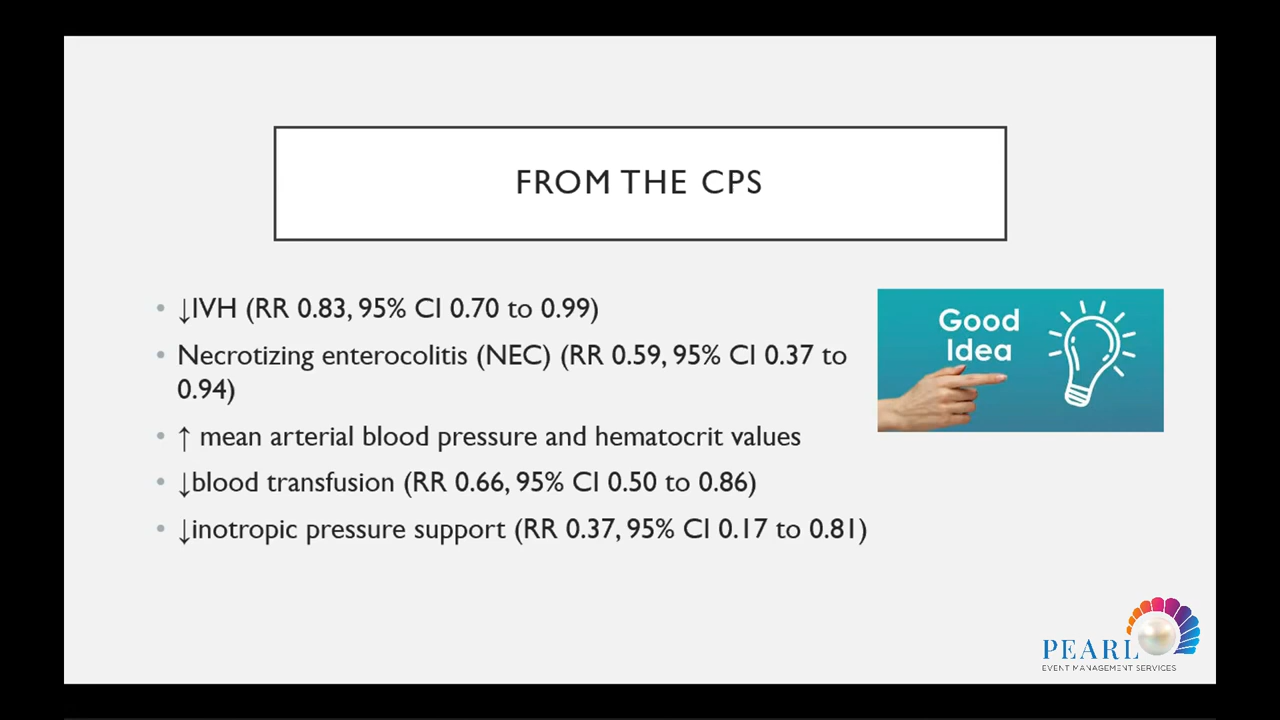 FROM THE CPS
• ↓IVH (RR 0.83, 95% CI 0.70 to 0.99)
• Necrotizing enterocolitis (NEC) (RR 0.59, 95% CI 0.37 to
0.94)
• ↑ mean arterial blood pressure and hematocrit values
• ↓blood transfusion (RR 0.66, 95% CI 0.50 to 0.86)
• ↓inotropic pressure support (RR 0.37, 95% CI 0.17 to 0.81)
Good
Idea
PEARL
EVENT MANAGEMENT SERVICES